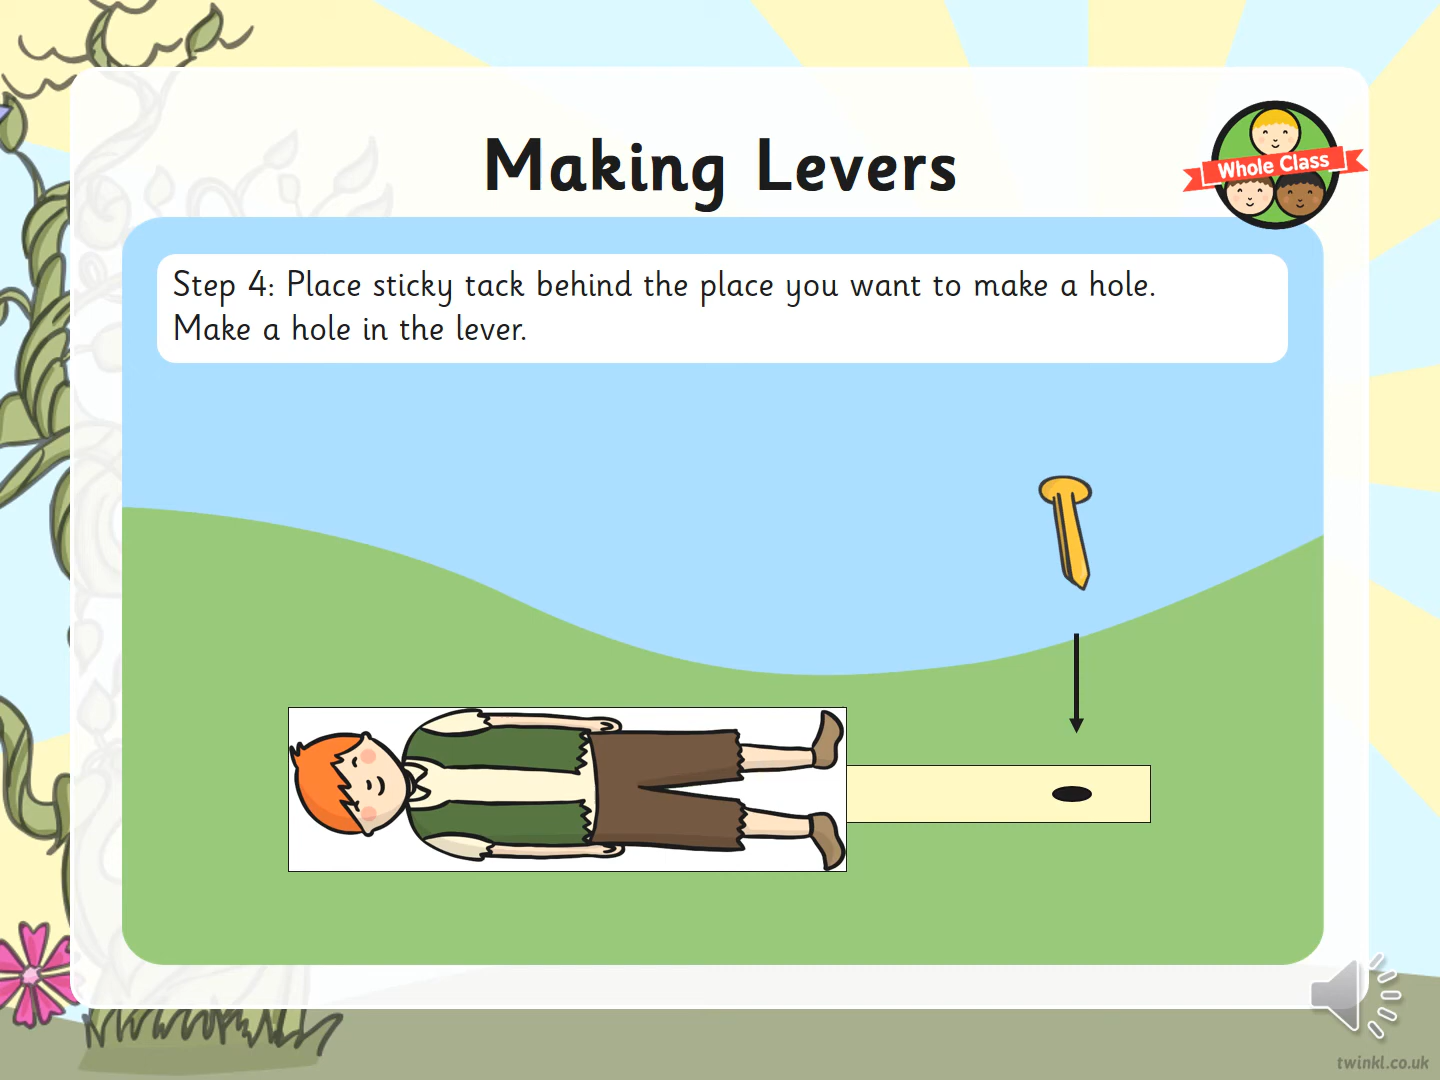 Making Levers
Whole Class
Step 4: Place sticky tack behind the place you want to make a hole.
Make a hole in the lever.
twinkl.co.uk